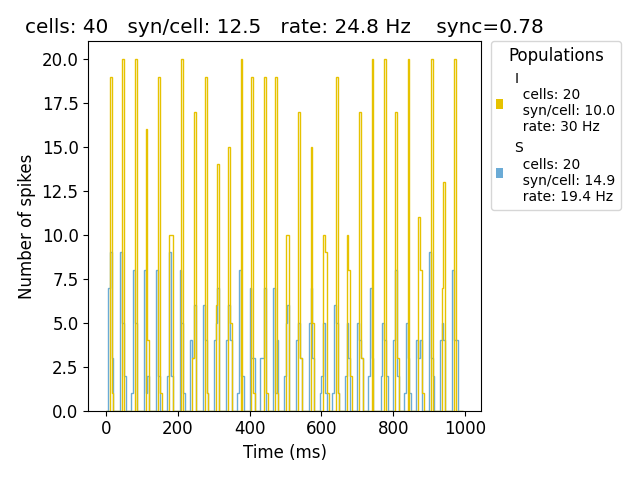 cells: 40   syn/cell: 12.5   rate: 24.8 Hz    sync=0.78
Number of spikes
20.0
17.5
15.0
12.5
10.0
7.5
5.0
2.5
0.0
0
200
400
600
800
1000
Time (ms)
Populations
I
cells: 20
syn/cell: 10.0
rate: 30 Hz
S
cells: 20
syn/cell: 14.9
rate: 19.4 Hz